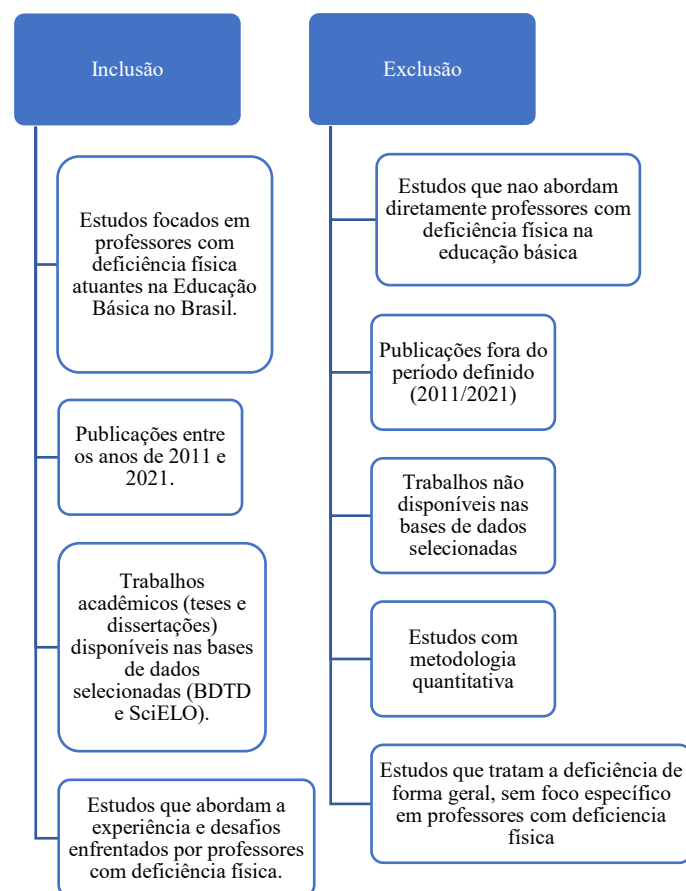 Inclusão
Estudos focados em
professores com
deficiência física
atuantes na Educação
Básica no Brasil.
Publicações entre
os anos de 2011 e
2021.
Trabalhos
acadêmicos (teses e
dissertações)
disponíveis nas bases
de dados
selecionadas (BDTD
e SciELO).
Estudos que abordam a
experiência e desafios
enfrentados por professores
com deficiência física.
Exclusão
Estudos que nao abordam
diretamente professores com
deficiência física na
educação básica
Publicações fora do
período definido
(2011/2021)
Trabalhos não
disponíveis nas
bases de dados
selecionadas
Estudos com
metodologia
quantitativa
Estudos que tratam a deficiência de
forma geral, sem foco específico
em professores com deficiencia
física